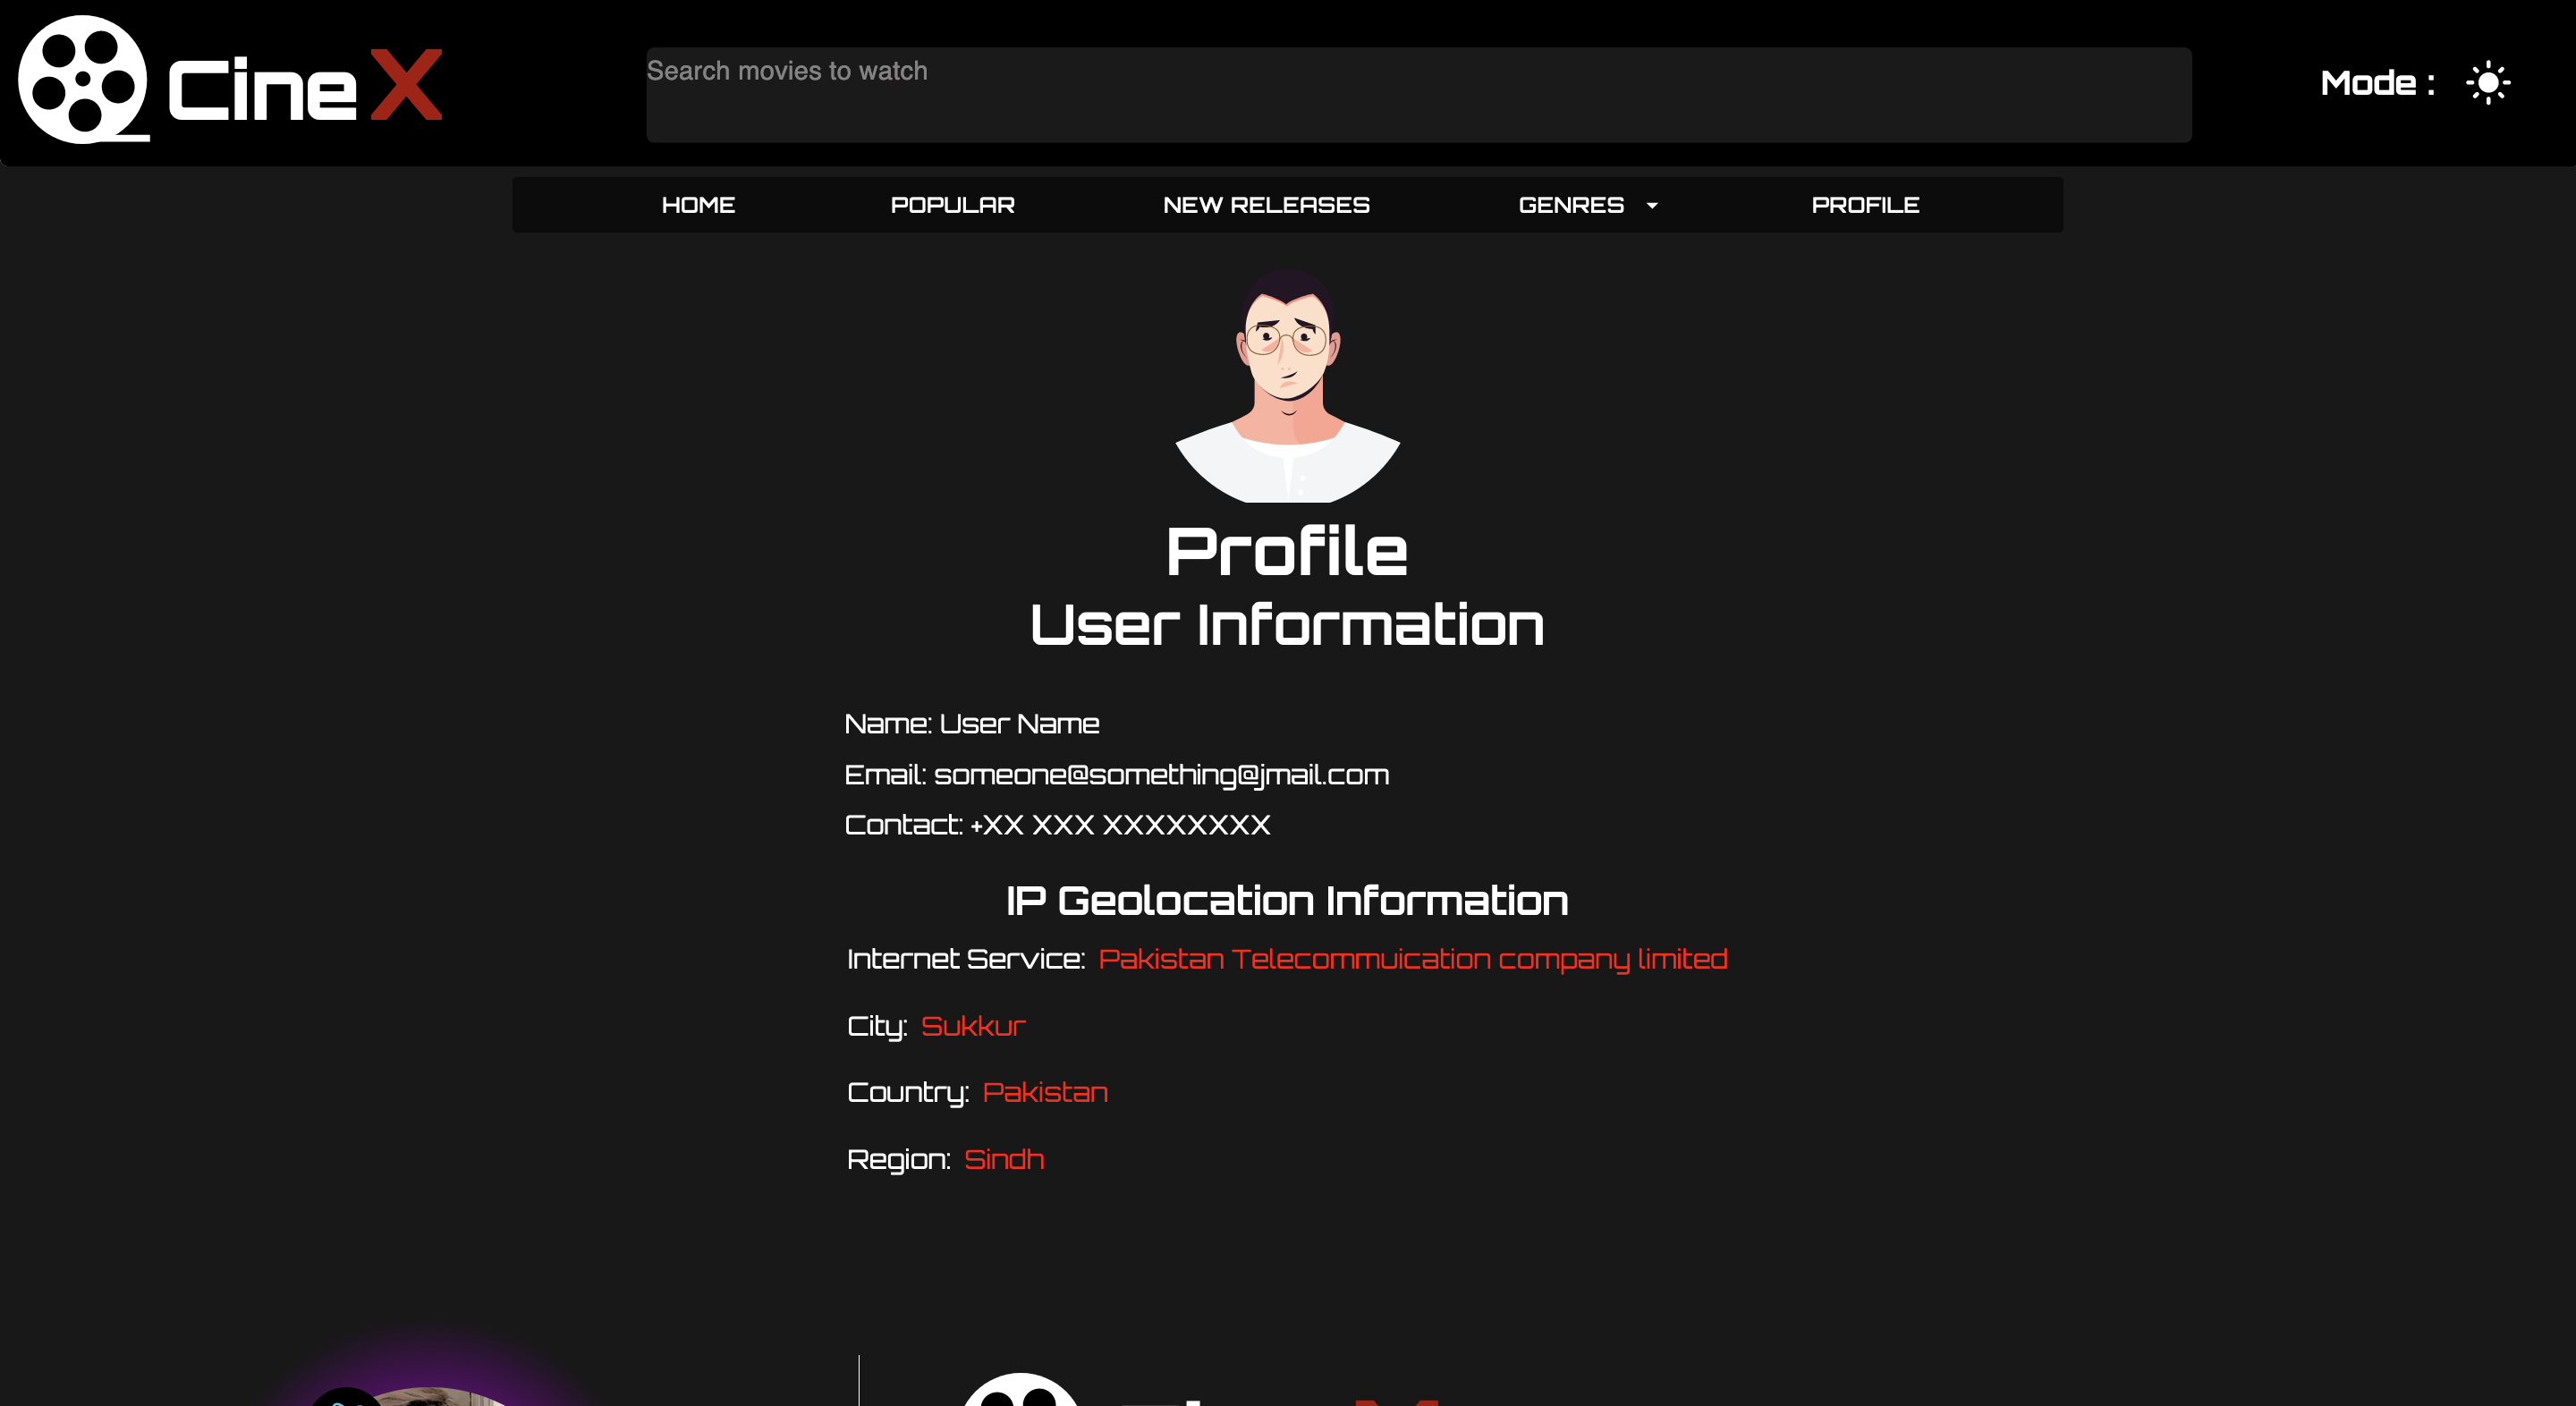 Cine X
Search movies to watch
Mode :
HOME POPULAR NEW RELEASES GENRES PROFILE
Profile
User Information
Name: User Name
Email: someone@something@jmail.com
Contact: +XX XXX XXXXXXXX
IP Geolocation Information
Internet Service: Pakistan Telecommuication company limited
City: Sukkur
Country: Pakistan
Region: Sindh